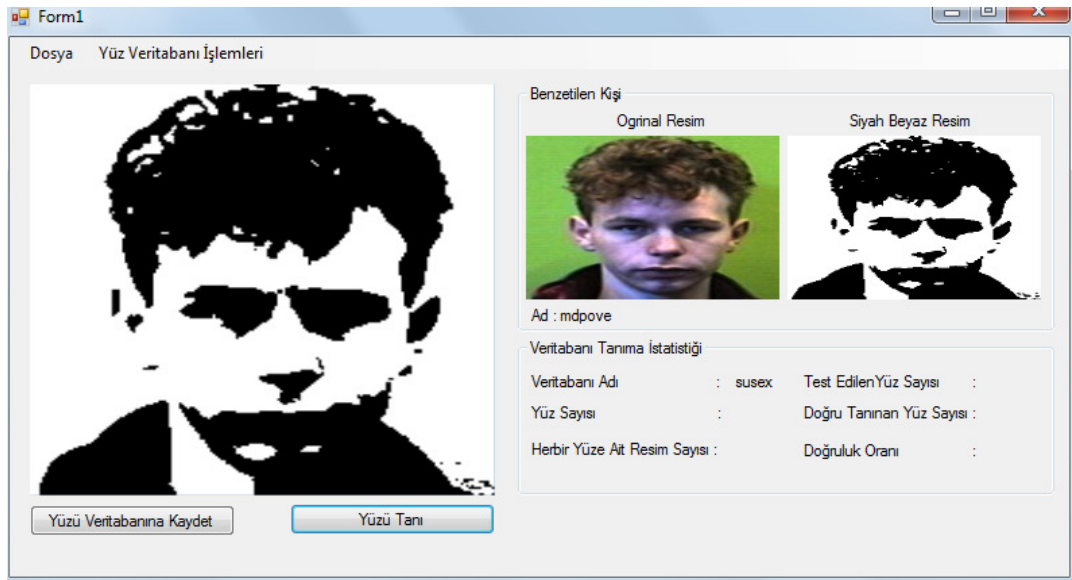 Form1
Dosya Yüz Veritabanı İşlemleri
Benzetilen Kişi
Ogrinal Resim Siyah Beyaz Resim
Ad : mdpove
Veritabanı Tanıma İstatistiği
Veritabanı Adı : susex Test EdilenYüz Sayısı :
Yüz Sayısı : Doğru Tanınan Yüz Sayısı :
Herbir Yüze Ait Resim Sayısı : Doğruluk Oranı :
Yüzü Veritabanına Kaydet Yüzü Tanı